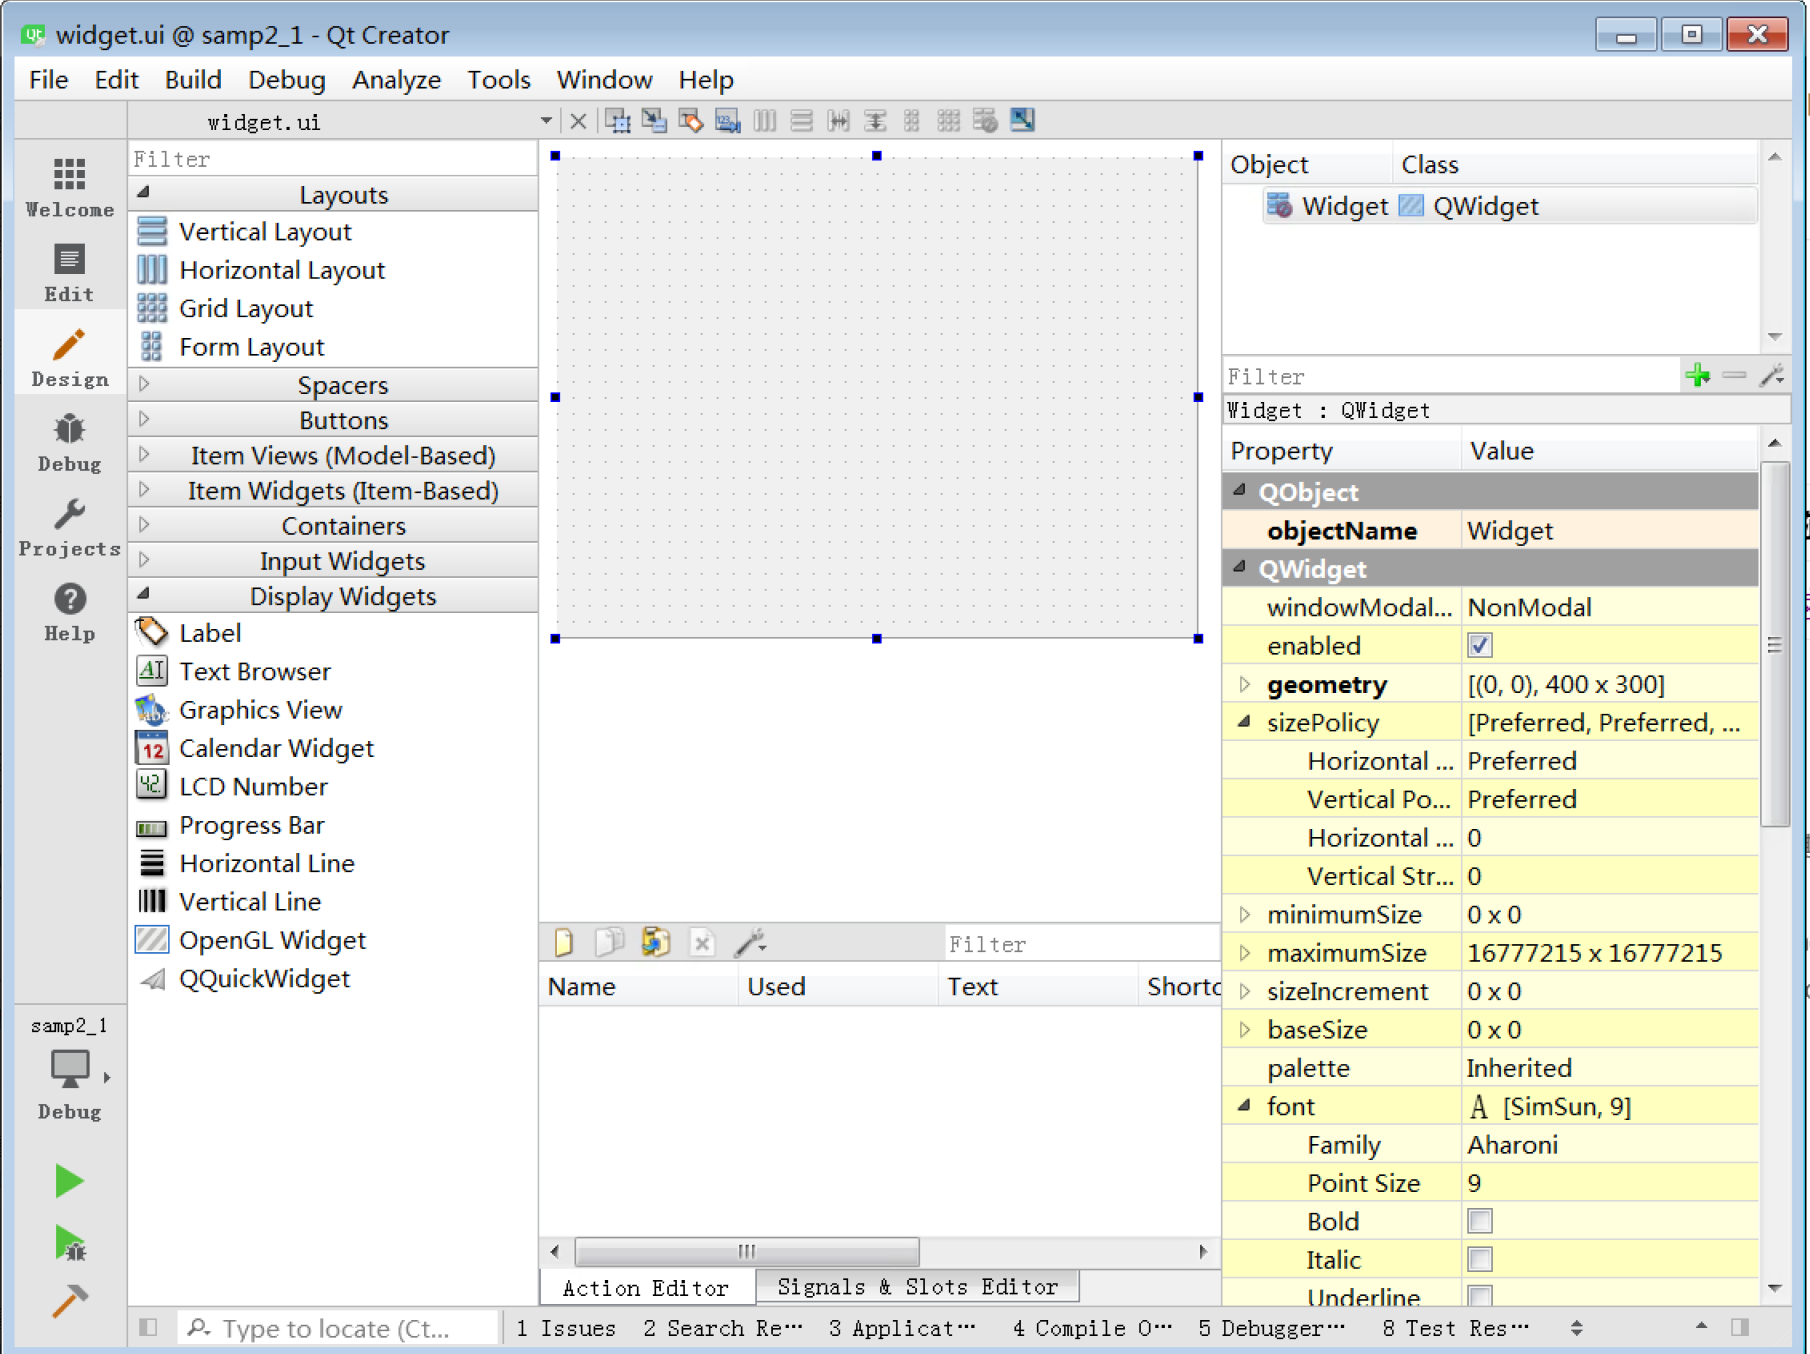 widget.ui @ samp2_1 - Qt Creator
File Edit Build Debug Analyze Tools Window Help
widget.ui
Welcome
Edit
Design
Debug
Projects
Help
samp2_1
Debug
Filter
Layouts
Vertical Layout
Horizontal Layout
Grid Layout
Form Layout
Spacers
Buttons
Item Views (Model-Based)
Item Widgets (Item-Based)
Containers
Input Widgets
Display Widgets
Label
Text Browser
Graphics View
Calendar Widget
LCD Number
Progress Bar
Horizontal Line
Vertical Line
OpenGL Widget
QQuickWidget
Filter
Name Used Text Shortc
Action Editor Signals & Slots Editor
Object Class
Widget QWidget
Filter
Widget : QWidget
Property Value
QObject
objectName Widget
QWidget
windowModal... NonModal
enabled
geometry [(0, 0), 400 x 300]
sizePolicy [Preferred, Preferred, ...
Horizontal ... Preferred
Vertical Po... Preferred
Horizontal ... 0
Vertical Str... 0
minimumSize 0 x 0
maximumSize 16777215 x 16777215
sizeIncrement 0 x 0
baseSize 0 x 0
palette Inherited
font A [SimSun, 9]
Family Aharoni
Point Size 9
Bold
Italic
Underline
Type to locate (Ct... 1 Issues 2 Search Re··· 3 Applicat··· 4 Compile O··· 5 Debugger··· 8 Test Res···